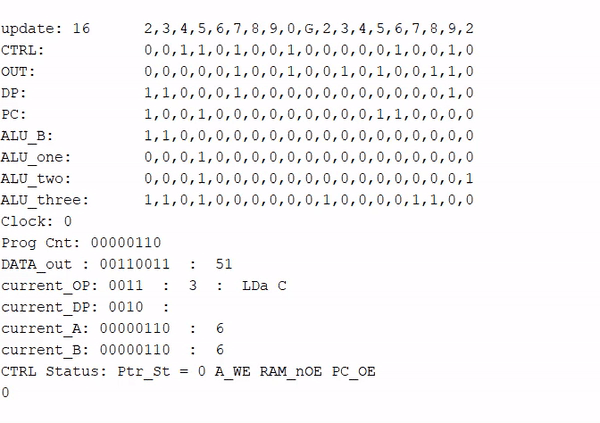 update: 16 2,3,4,5,6,7,8,9,0,G,2,3,4,5,6,7,8,9,2
CTRL: 0,0,1,1,0,1,0,0,1,0,0,0,0,0,1,0,0,1,0
OUT: 0,0,0,0,0,1,0,0,1,0,0,1,0,1,0,0,1,1,0
DP: 1,1,0,0,0,1,0,0,0,0,0,0,0,0,0,0,0,1,0
PC: 1,0,0,1,0,0,0,0,0,0,0,0,0,1,1,0,0,0,0
ALU_B: 1,1,0,0,0,0,0,0,0,0,0,0,0,0,0,0,0,0,0
ALU_one: 0,0,0,1,0,0,0,0,0,0,0,0,0,0,0,0,0,0,0
ALU_two: 0,0,0,1,0,0,0,0,0,0,0,0,0,0,0,0,0,0,1
ALU_three: 1,1,0,1,0,0,0,0,0,0,1,0,0,0,0,1,1,0,0
Clock: 0
Prog Cnt: 00000110
DATA_out : 00110011 : 51
current_OP: 0011 : 3 : LDa C
current_DP: 0010 :
current_A: 00000110 : 6
current_B: 00000110 : 6
CTRL Status: Ptr_St = 0 A_WE RAM_nOE PC_OE
0